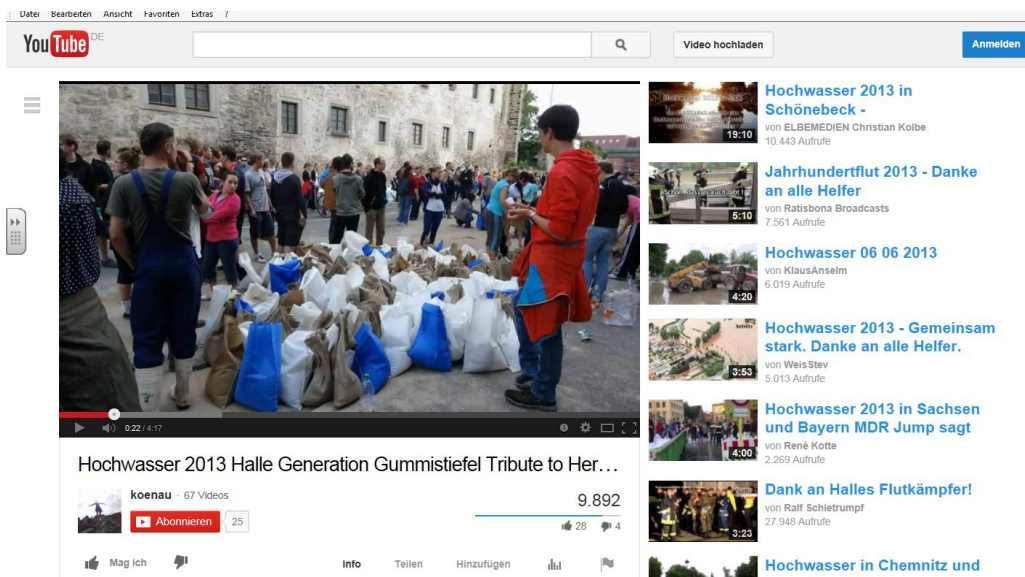 Datei Bearbeiten Ansicht Favoriten Extras ?
YouTube DE
Video hochladen
Anmelden
0:22 / 4:17
Hochwasser 2013 Halle Generation Gummistiefel Tribute to Her...
koenau · 67 Videos
Abonnieren 25
9.892
28 4
Mag ich
Info Teilen Hinzufügen
19:10
Hochwasser 2013 in
Schönebeck -
von ELBEMEDIEN Christian Kolbe
10.443 Aufrufe
5:10
Jahrhundertflut 2013 - Danke
an alle Helfer
von Ratisbona Broadcasts
7.561 Aufrufe
4:20
Hochwasser 06 06 2013
von KlausAnselm
6.019 Aufrufe
3:53
Hochwasser 2013 - Gemeinsam
stark. Danke an alle Helfer.
von WeisStev
5.013 Aufrufe
4:00
Hochwasser 2013 in Sachsen
und Bayern MDR Jump sagt
von René Kotte
2.269 Aufrufe
3:23
Dank an Halles Flutkämpfer!
von Ralf Schietrumpf
27.948 Aufrufe
Hochwasser in Chemnitz und